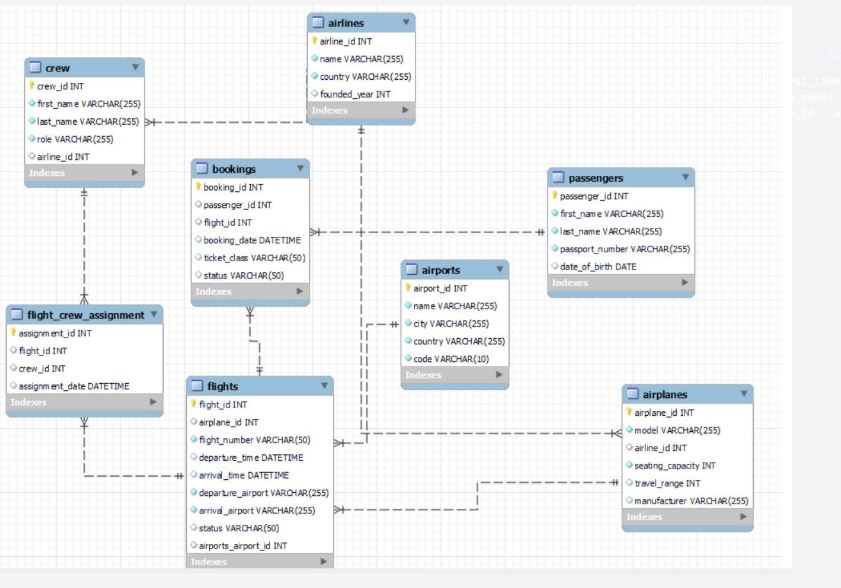 airlines
airline_id INT
name VARCHAR(255)
country VARCHAR(255)
founded_year INT
Indexes
crew
crew_id INT
first_name VARCHAR(255)
last_name VARCHAR(255)
role VARCHAR(255)
airline_id INT
Indexes
bookings
booking_id INT
passenger_id INT
flight_id INT
booking_date DATETIME
ticket_class VARCHAR(50)
status VARCHAR(50)
Indexes
passengers
passenger_id INT
first_name VARCHAR(255)
last_name VARCHAR(255)
passport_number VARCHAR(255)
date_of_birth DATE
Indexes
airports
airport_id INT
name VARCHAR(255)
city VARCHAR(255)
country VARCHAR(255)
code VARCHAR(10)
Indexes
flight_crew_assignment
assignment_id INT
flight_id INT
crew_id INT
assignment_date DATETIME
Indexes
flights
flight_id INT
airplane_id INT
flight_number VARCHAR(50)
departure_time DATETIME
arrival_time DATETIME
departure_airport VARCHAR(255)
arrival_airport VARCHAR(255)
status VARCHAR(50)
airports_airport_id INT
Indexes
airplanes
airplane_id INT
model VARCHAR(255)
airline_id INT
seating_capacity INT
travel_range INT
manufacturer VARCHAR(255)
Indexes
val_time
.model,
_id = a